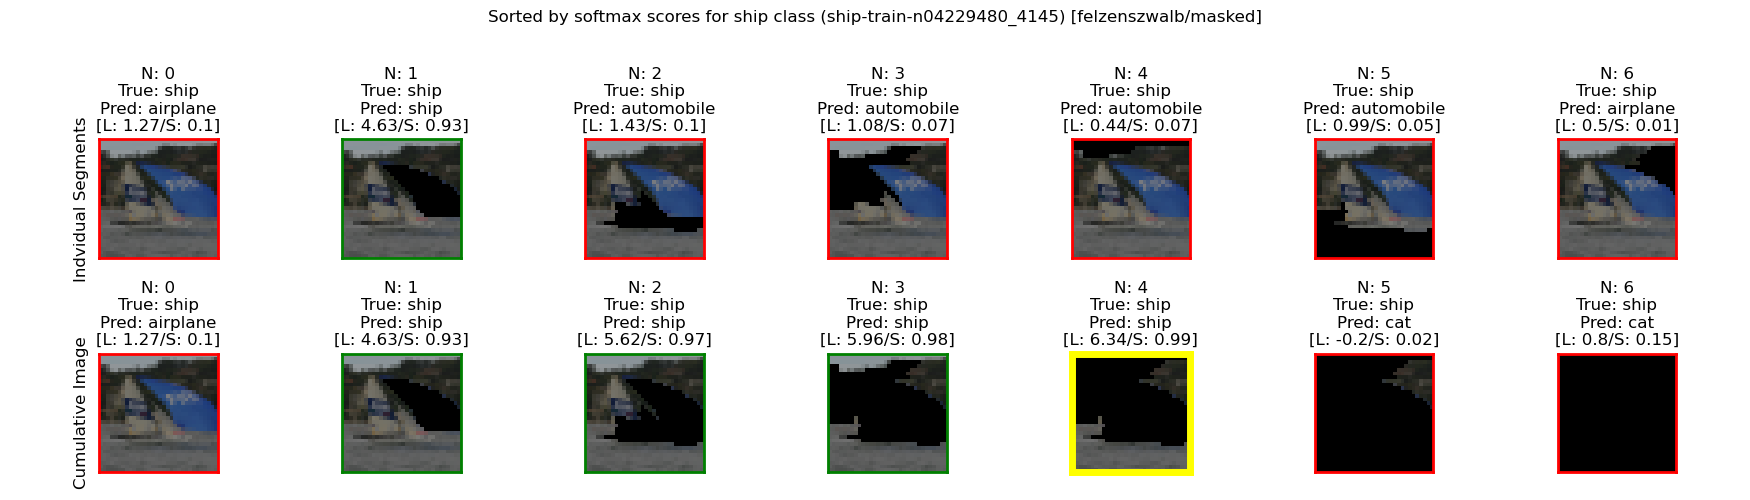 Sorted by softmax scores for ship class (ship-train-n04229480_4145) [felzenszwalb/masked]
Indvidual Segments
N: 0
True: ship
Pred: airplane
[L: 1.27/S: 0.1]
N: 1
True: ship
Pred: ship
[L: 4.63/S: 0.93]
N: 2
True: ship
Pred: automobile
[L: 1.43/S: 0.1]
N: 3
True: ship
Pred: automobile
[L: 1.08/S: 0.07]
N: 4
True: ship
Pred: automobile
[L: 0.44/S: 0.07]
N: 5
True: ship
Pred: automobile
[L: 0.99/S: 0.05]
N: 6
True: ship
Pred: airplane
[L: 0.5/S: 0.01]
Cumulative Image
N: 0
True: ship
Pred: airplane
[L: 1.27/S: 0.1]
N: 1
True: ship
Pred: ship
[L: 4.63/S: 0.93]
N: 2
True: ship
Pred: ship
[L: 5.62/S: 0.97]
N: 3
True: ship
Pred: ship
[L: 5.96/S: 0.98]
N: 4
True: ship
Pred: ship
[L: 6.34/S: 0.99]
N: 5
True: ship
Pred: cat
[L: -0.2/S: 0.02]
N: 6
True: ship
Pred: cat
[L: 0.8/S: 0.15]